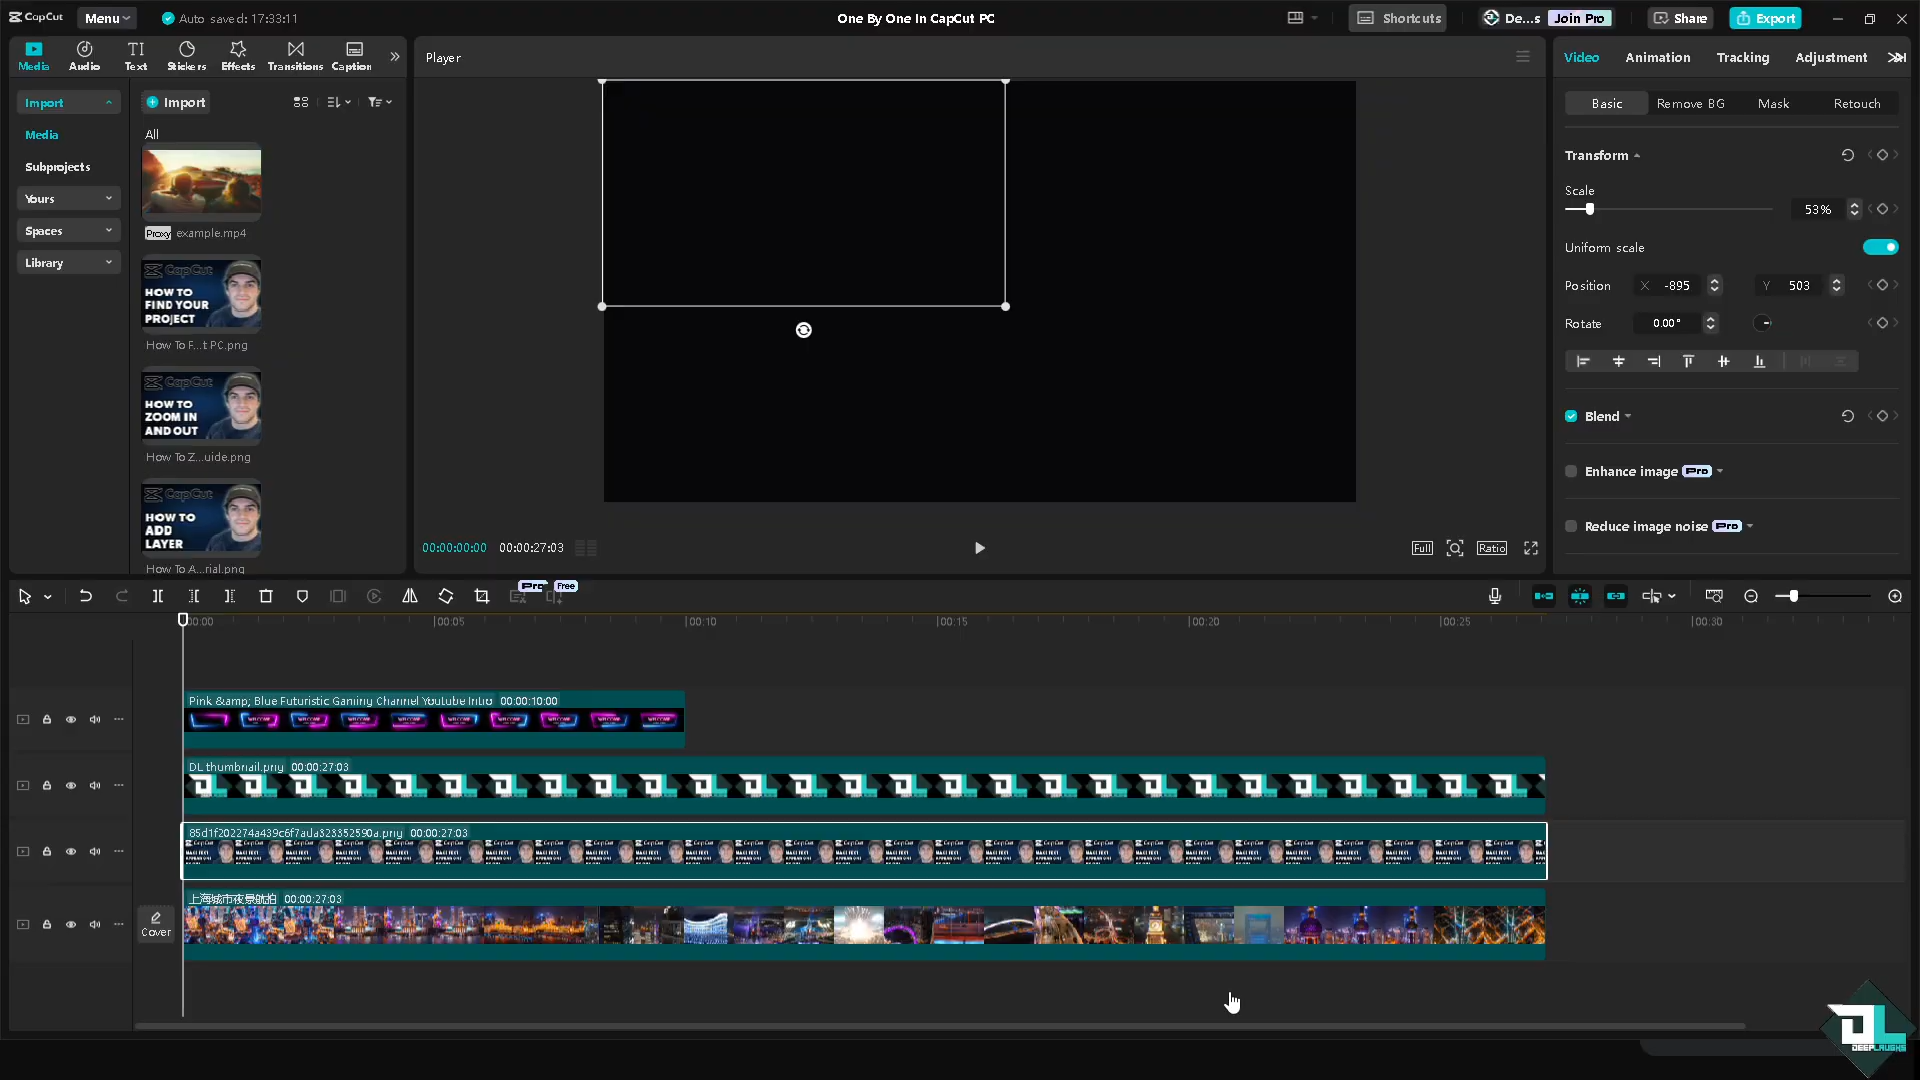 CapCut
Menu
Auto saved: 17:33:11
One By One In CapCut PC
Shortcuts
De...s
Join Pro
Share
Export
Media
Audio
Text
Stickers
Effects
Transitions
Caption
Player
Video
Animation
Tracking
Adjustment
Import
Media
Subprojects
Yours
Spaces
Library
Import
All
Proxy
example.mp4
CapCut
HOW TO
FIND YOUR
PROJECT
How To F...t PC.png
CapCut
HOW TO
ZOOM IN
AND OUT
How To Z...uide.png
CapCut
HOW TO
ADD
LAYER
How To A...rial.png
Basic
Remove BG
Mask
Retouch
Transform
Scale
53%
Uniform scale
Position
X -895
Y 503
Rotate
0.00°
Blend
Enhance image Pro
Reduce image noise Pro
00:00:00:00
00:00:27:03
Full
Ratio
Pro
Free
00:00
00:05
00:10
00:15
00:20
00:25
00:30
Pink &amp; Blue Futuristic Gaming Channel Youtube Intro 00:00:10:00
DL thumbnail.png 00:00:27:03
85d1f202274a439c6f7ada323352590a.png 00:00:27:03
上海城市夜景航拍 00:00:27:03
Cover
DL
DEEPLAUGHS